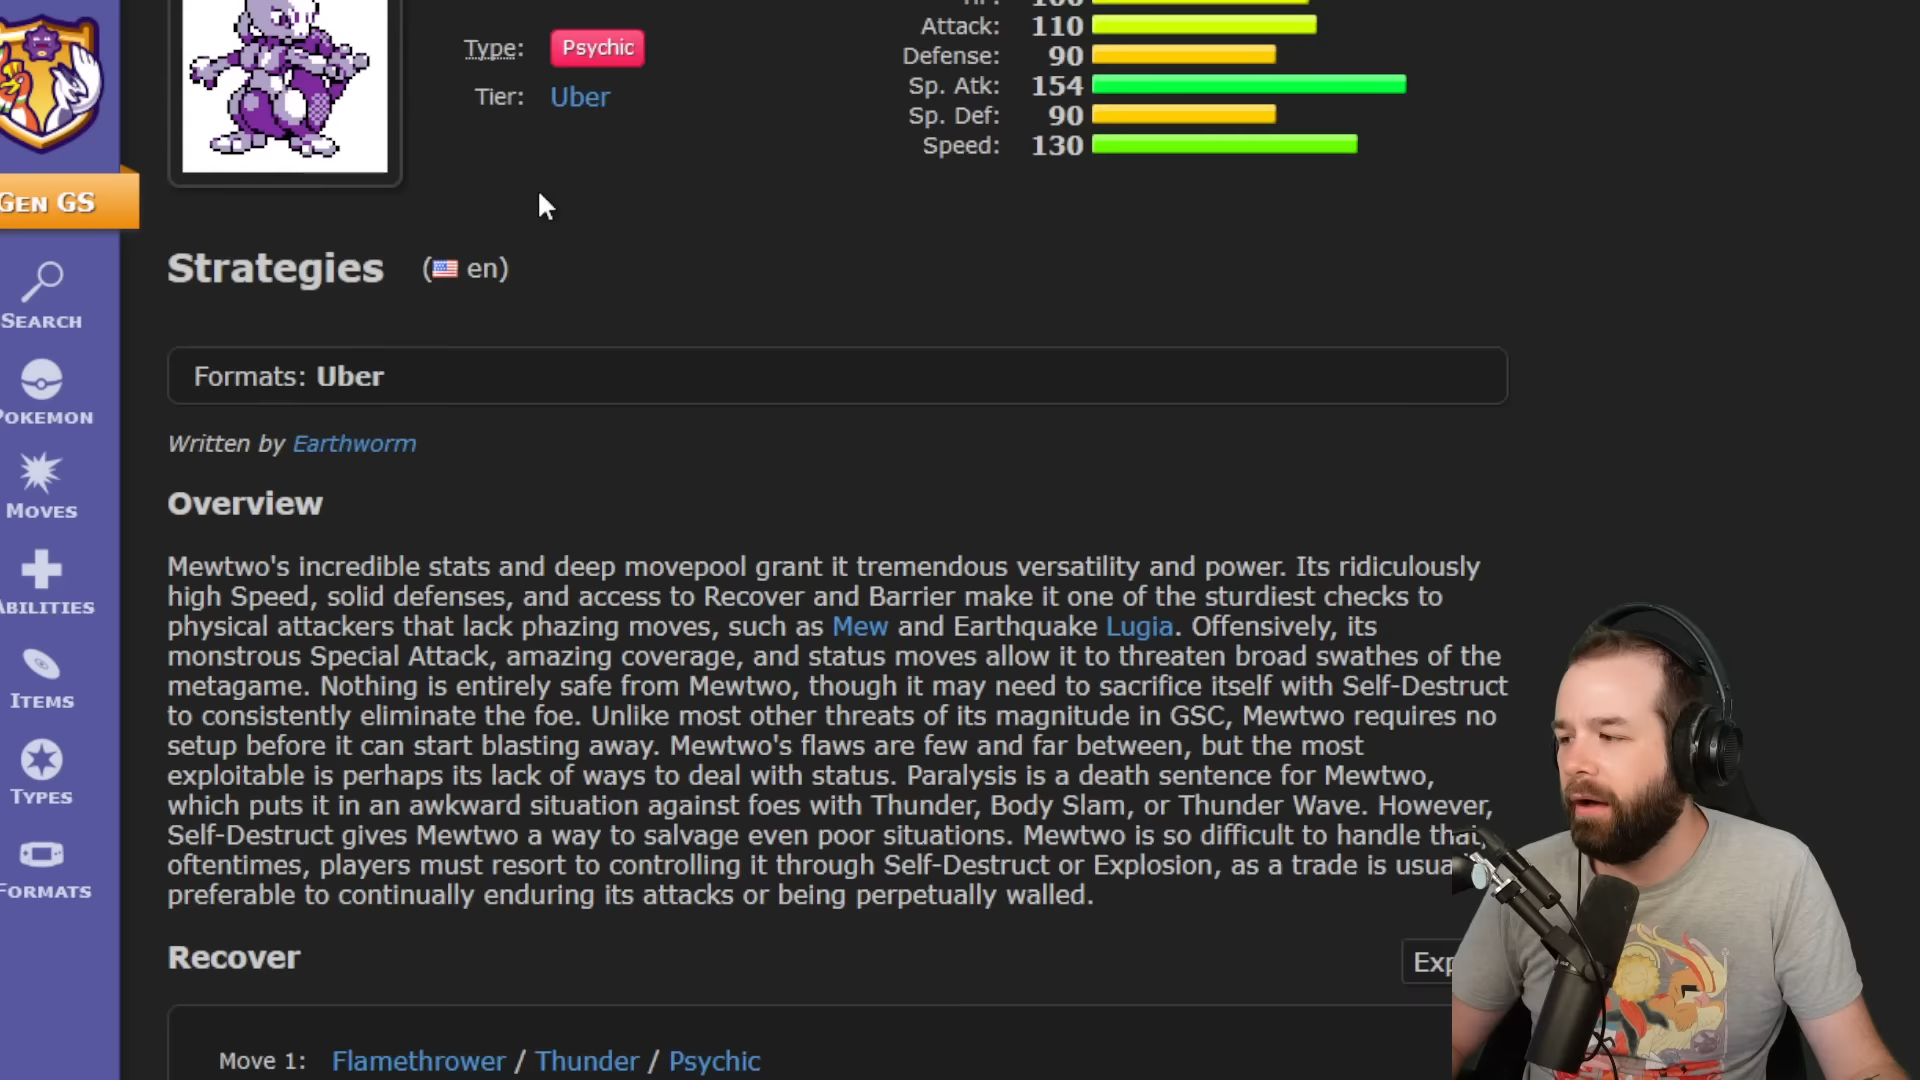 Attack: 110
Type: Psychic
Defense: 90
Sp. Atk: 154
Tier: Uber
Sp. Def: 90
Speed: 130
GEN GS
Strategies (en)
SEARCH
Formats: Uber
POKEMON
Written by Earthworm
MOVES
Overview
Mewtwo's incredible stats and deep movepool grant it tremendous versatility and power. Its ridiculously
high Speed, solid defenses, and access to Recover and Barrier make it one of the sturdiest checks to
physical attackers that lack phazing moves, such as Mew and Earthquake Lugia. Offensively, its
monstrous Special Attack, amazing coverage, and status moves allow it to threaten broad swathes of the
metagame. Nothing is entirely safe from Mewtwo, though it may need to sacrifice itself with Self-Destruct
to consistently eliminate the foe. Unlike most other threats of its magnitude in GSC, Mewtwo requires no
setup before it can start blasting away. Mewtwo's flaws are few and far between, but the most
exploitable is perhaps its lack of ways to deal with status. Paralysis is a death sentence for Mewtwo,
which puts it in an awkward situation against foes with Thunder, Body Slam, or Thunder Wave. However,
Self-Destruct gives Mewtwo a way to salvage even poor situations. Mewtwo is so difficult to handle that,
oftentimes, players must resort to controlling it through Self-Destruct or Explosion, as a trade is usua
preferable to continually enduring its attacks or being perpetually walled.
ABILITIES
ITEMS
TYPES
FORMATS
Recover
Exp
Move 1: Flamethrower / Thunder / Psychic